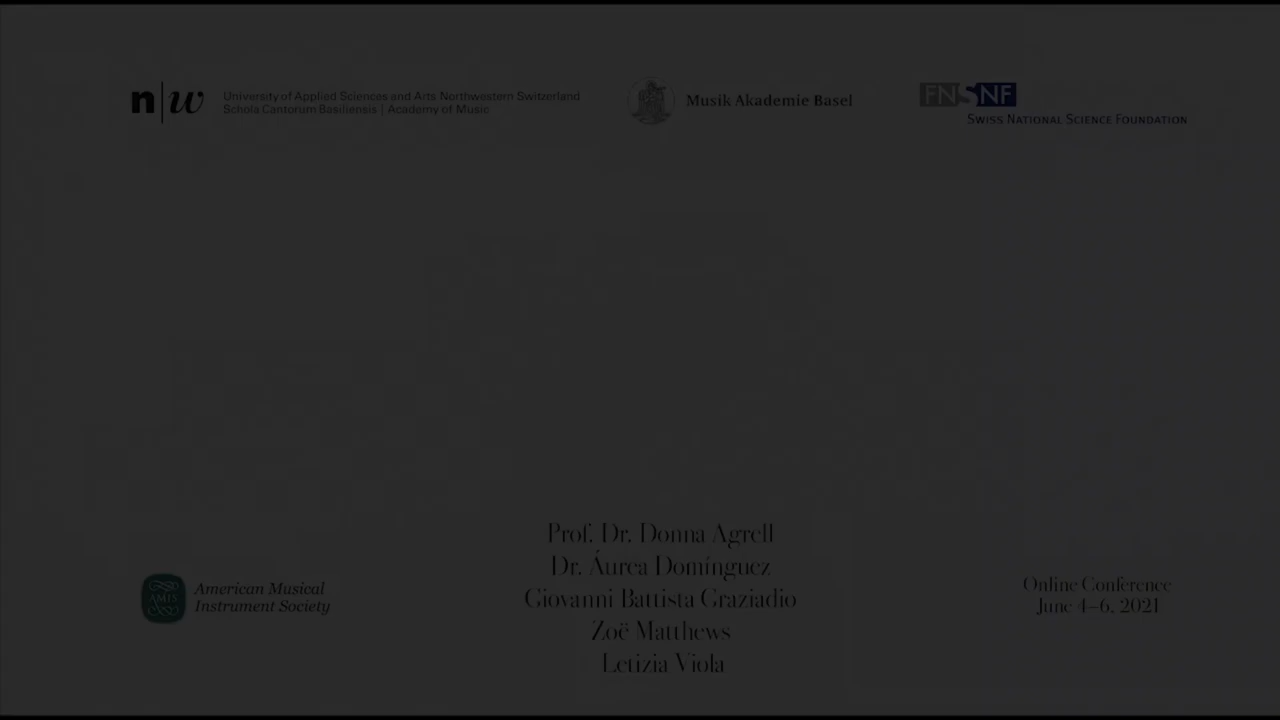 n|w
University of Applied Sciences and Arts Northwestern Switzerland
Schola Cantorum Basiliensis | Academy of Music
Musik Akademie Basel
FNSNF
SWISS NATIONAL SCIENCE FOUNDATION
Prof. Dr. Donna Agrell
Dr. Áurea Domínguez
Giovanni Battista Graziadio
Zoë Matthews
Letizia Viola
AMIS
American Musical
Instrument Society
Online Conference
June 4–6, 2021